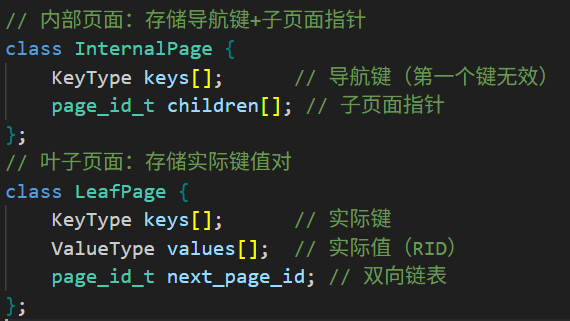 // 内部页面：存储导航键+子页面指针
class InternalPage {
    KeyType keys[];      // 导航键（第一个键无效）
    page_id_t children[]; // 子页面指针
};
// 叶子页面：存储实际键值对
class LeafPage {
    KeyType keys[];      // 实际键
    ValueType values[];  // 实际值（RID）
    page_id_t next_page_id; // 双向链表
};